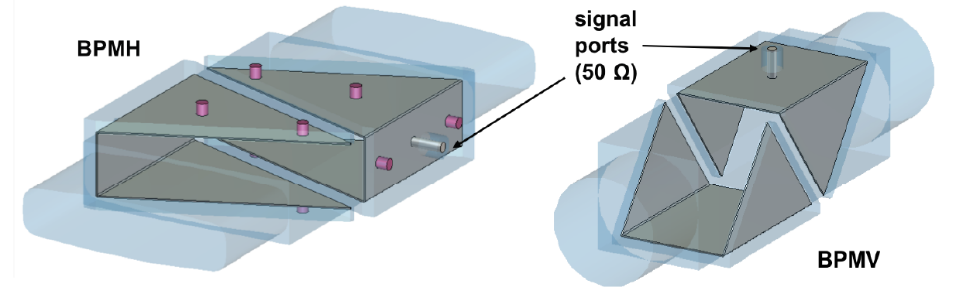 BPMH
signal
ports
(50 Ω)
BPMV